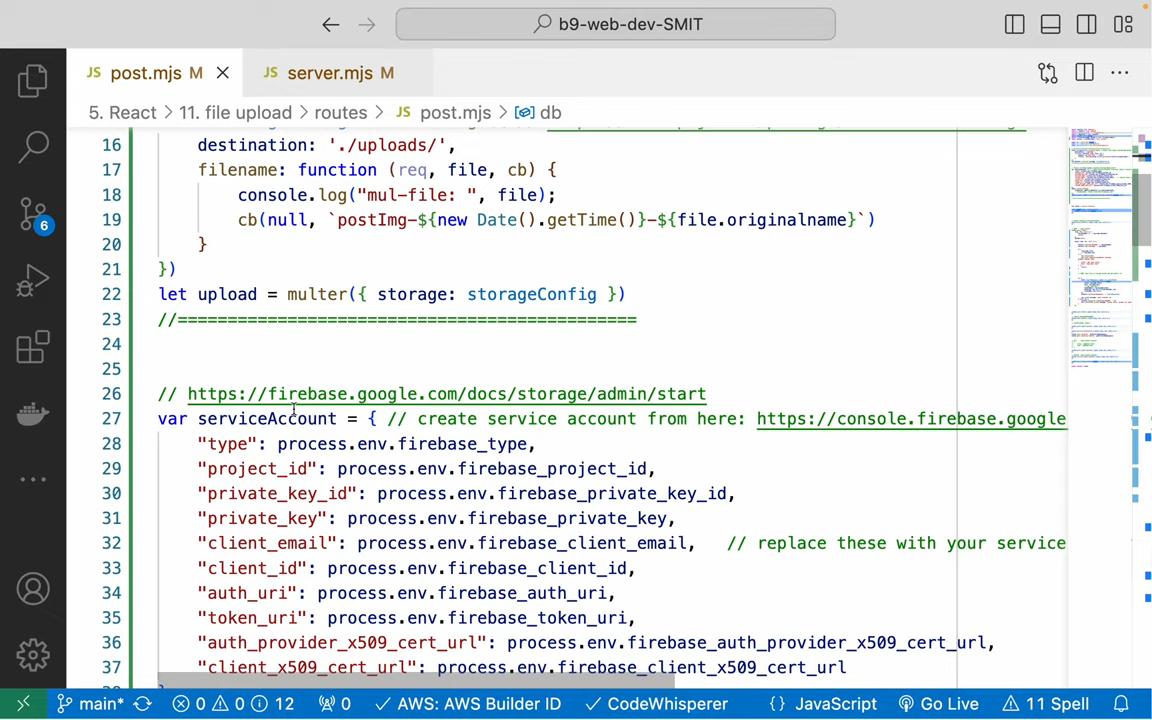 b9-web-dev-SMIT
JS post.mjs M
JS server.mjs M
5. React > 11. file upload > routes > JS post.mjs > db
16 destination: './uploads/',
17 filename: function (req, file, cb) {
18 console.log("mul-file: ", file);
19 cb(null, `postImg-${new Date().getTime()}-${file.originalname}`)
20 }
21 })
22 let upload = multer({ storage: storageConfig })
23 //==============================================
24
25
26 // https://firebase.google.com/docs/storage/admin/start
27 var serviceAccount = { // create service account from here: https://console.firebase.google
28 "type": process.env.firebase_type,
29 "project_id": process.env.firebase_project_id,
30 "private_key_id": process.env.firebase_private_key_id,
31 "private_key": process.env.firebase_private_key,
32 "client_email": process.env.firebase_client_email, // replace these with your service
33 "client_id": process.env.firebase_client_id,
34 "auth_uri": process.env.firebase_auth_uri,
35 "token_uri": process.env.firebase_token_uri,
36 "auth_provider_x509_cert_url": process.env.firebase_auth_provider_x509_cert_url,
37 "client_x509_cert_url": process.env.firebase_client_x509_cert_url
6
main* 0 0 12 0 AWS: AWS Builder ID CodeWhisperer {} JavaScript Go Live 11 Spell